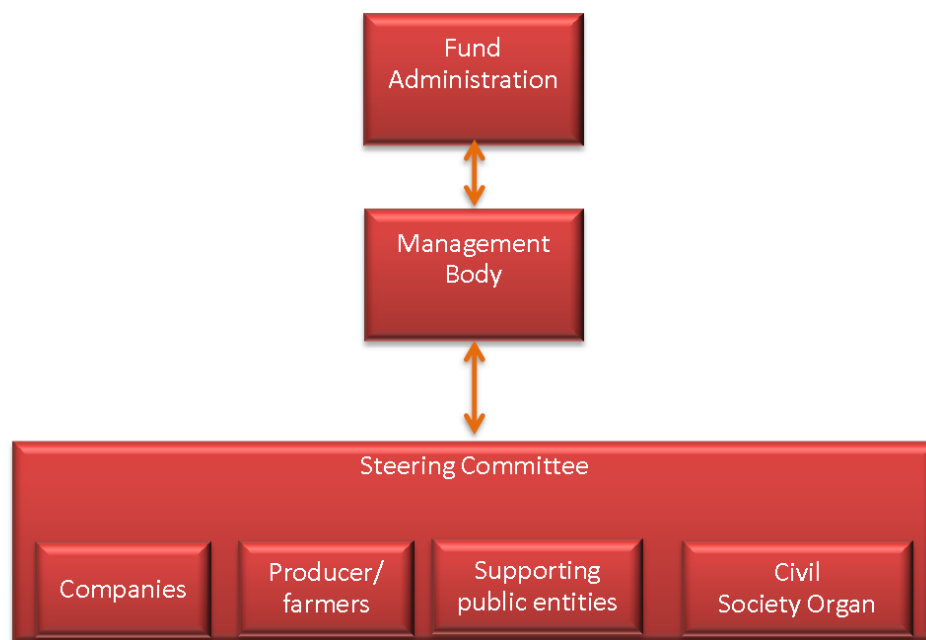 Fund
Administration
Management
Body
Steering Committee
Companies
Producer/
farmers
Supporting
public entities
Civil
Society Organ